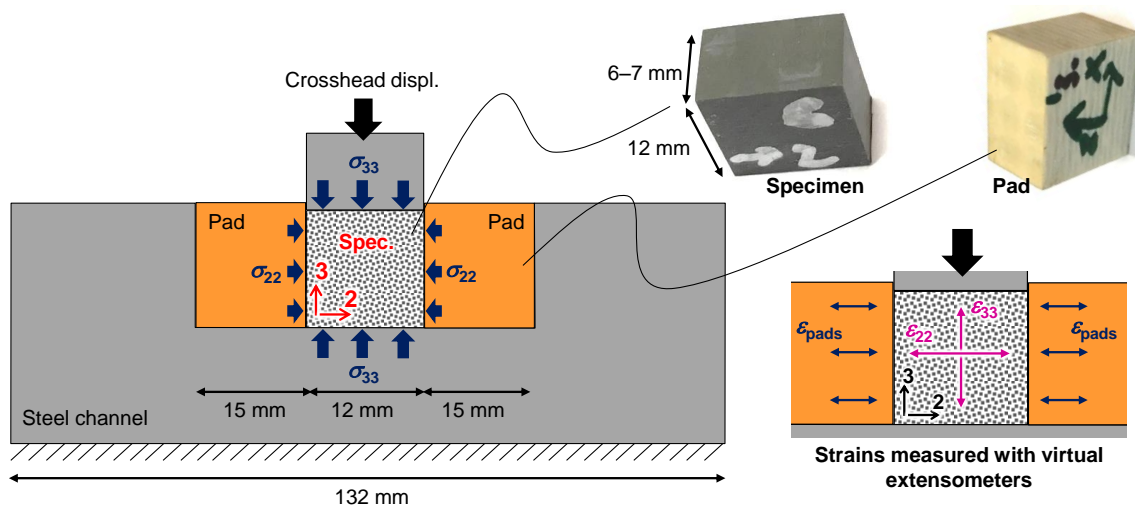 Crosshead displ.
σ33
Pad
Spec.
Pad
σ22
σ22
3
2
σ33
15 mm
12 mm
15 mm
Steel channel
132 mm
6–7 mm
12 mm
Specimen
Pad
ε33
εpads
ε22
εpads
3
2
Strains measured with virtual
extensometers